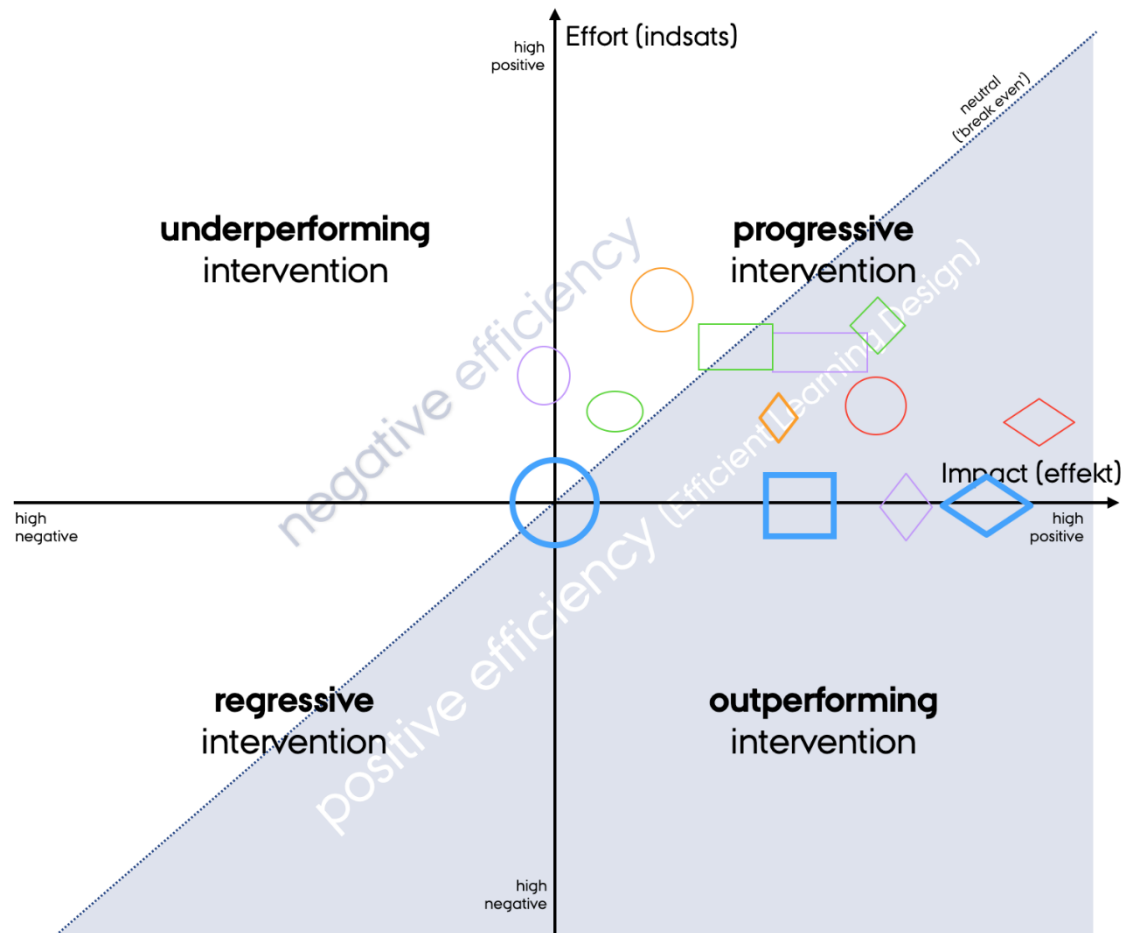 Effort (indsats)
high
positive
neutral
('break even')
underperforming
intervention
progressive
intervention
negative efficiency
positive efficiency (Efficient Learning Design)
Impact (effekt)
high
negative
high
positive
regressive
intervention
outperforming
intervention
high
negative